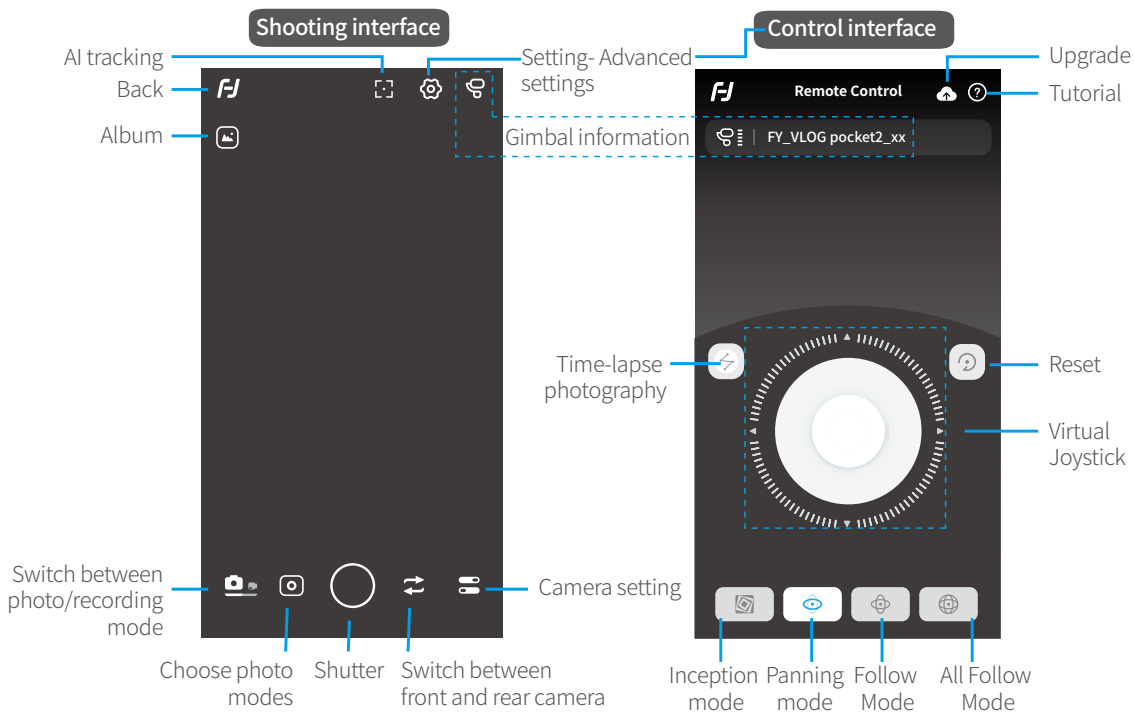 Shooting interface
Control interface
AI tracking
Back
Album
Setting- Advanced
settings
Gimbal information
Upgrade
Tutorial
Remote Control
FY_VLOG pocket2_xx
Time-lapse
photography
Reset
Virtual
Joystick
Switch between
photo/recording
mode
Camera setting
Choose photo
modes
Shutter
Switch between
front and rear camera
Inception
mode
Panning
mode
Follow
Mode
All Follow
Mode